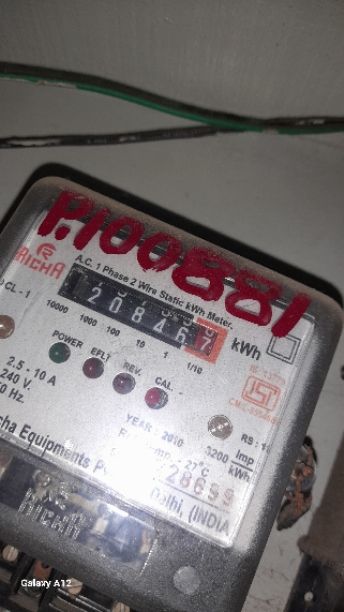 P.100881
RICHA
A.C. 1 Phase 2 Wire Static kWh Meter.
CL - 1
208467 kWh
10000 1000 100 10 1 1/10
POWER EFLT REV. CAL.
2.5 - 10 A
240 V.
YEAR : 2010
3200 Imp
kWh
27°C
Equipments
Delhi, (INDIA
RICHA
Galaxy A12